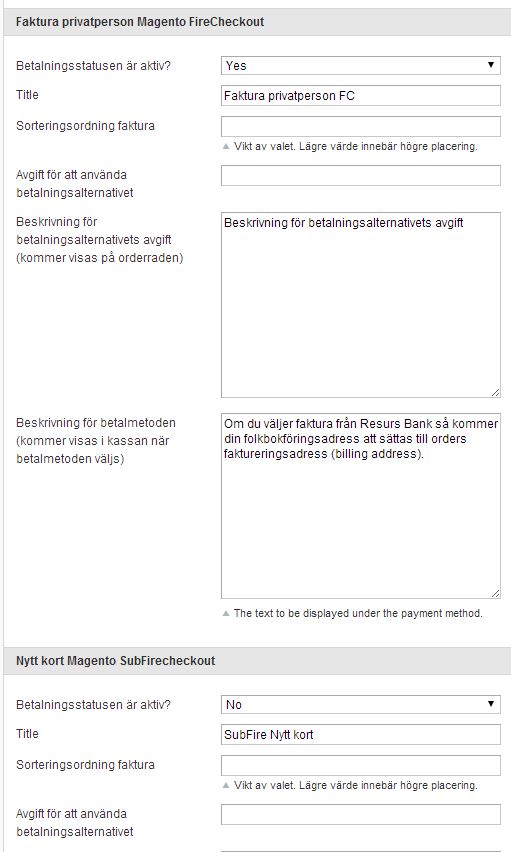 Faktura privatperson Magento FireCheckout
Betalningsstatusen är aktiv?
Yes
Title
Faktura privatperson FC
Sorteringsordning faktura
Vikt av valet. Lägre värde innebär högre placering.
Avgift för att använda
betalningsalternativet
Beskrivning för
betalningsalternativets avgift
(kommer visas på orderraden)
Beskrivning för betalningsalternativets avgift
Beskrivning för betalmetoden
(kommer visas i kassan när
betalmetoden väljs)
Om du väljer faktura från Resurs Bank så kommer
din folkbokföringsadress att sättas till orders
faktureringsadress (billing address).
The text to be displayed under the payment method.
Nytt kort Magento SubFirecheckout
Betalningsstatusen är aktiv?
No
Title
SubFire Nytt kort
Sorteringsordning faktura
Vikt av valet. Lägre värde innebär högre placering.
Avgift för att använda
betalningsalternativet